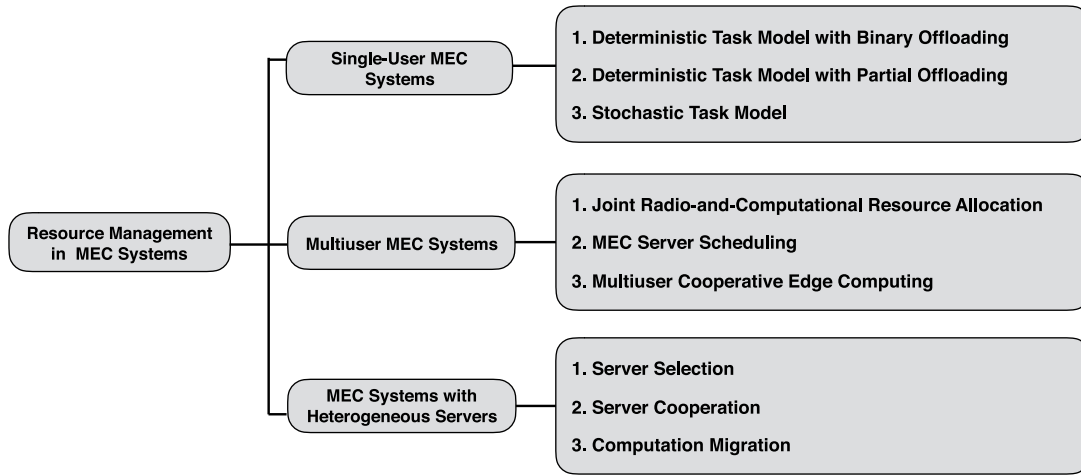 Resource Management
in MEC Systems
Single-User MEC
Systems
1. Deterministic Task Model with Binary Offloading
2. Deterministic Task Model with Partial Offloading
3. Stochastic Task Model
Multiuser MEC Systems
1. Joint Radio-and-Computational Resource Allocation
2. MEC Server Scheduling
3. Multiuser Cooperative Edge Computing
MEC Systems with
Heterogeneous Servers
1. Server Selection
2. Server Cooperation
3. Computation Migration